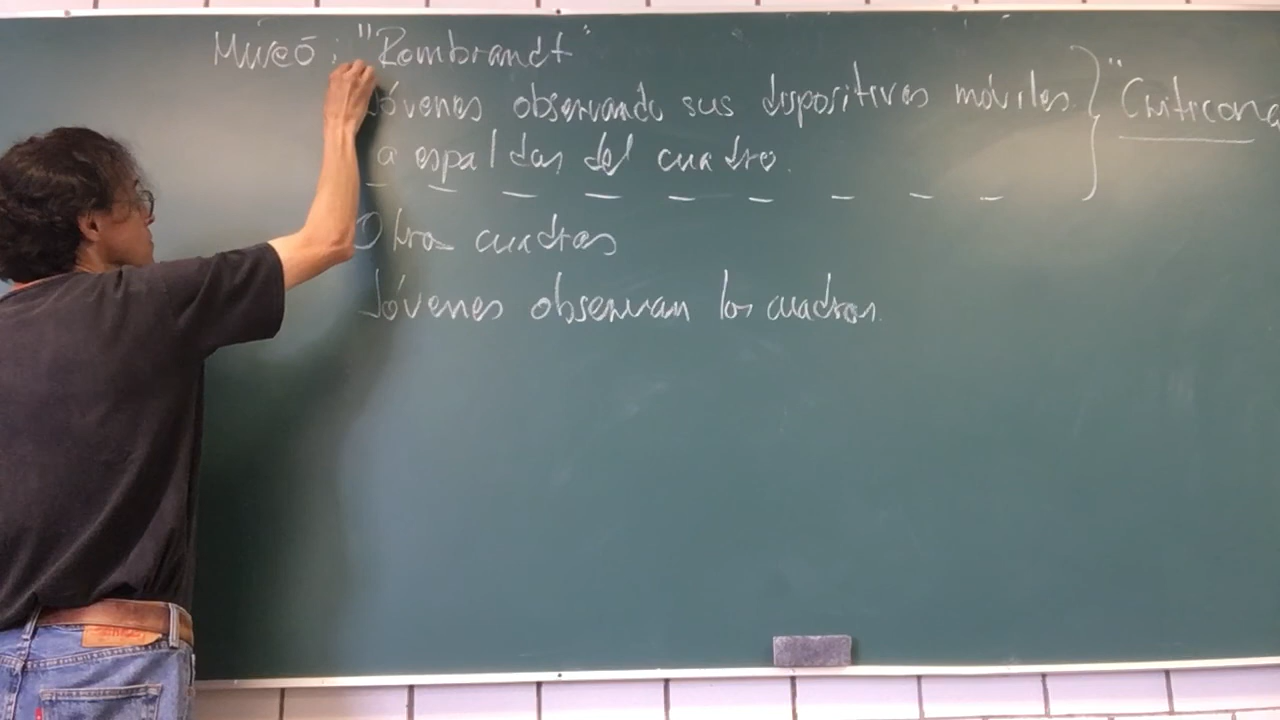 Museo: "Rembrandt"
Jóvenes observando sus dispositivos móviles } "Criticona
a espaldas del cuadro.
Otros cuadros
Jóvenes observan los cuadros.